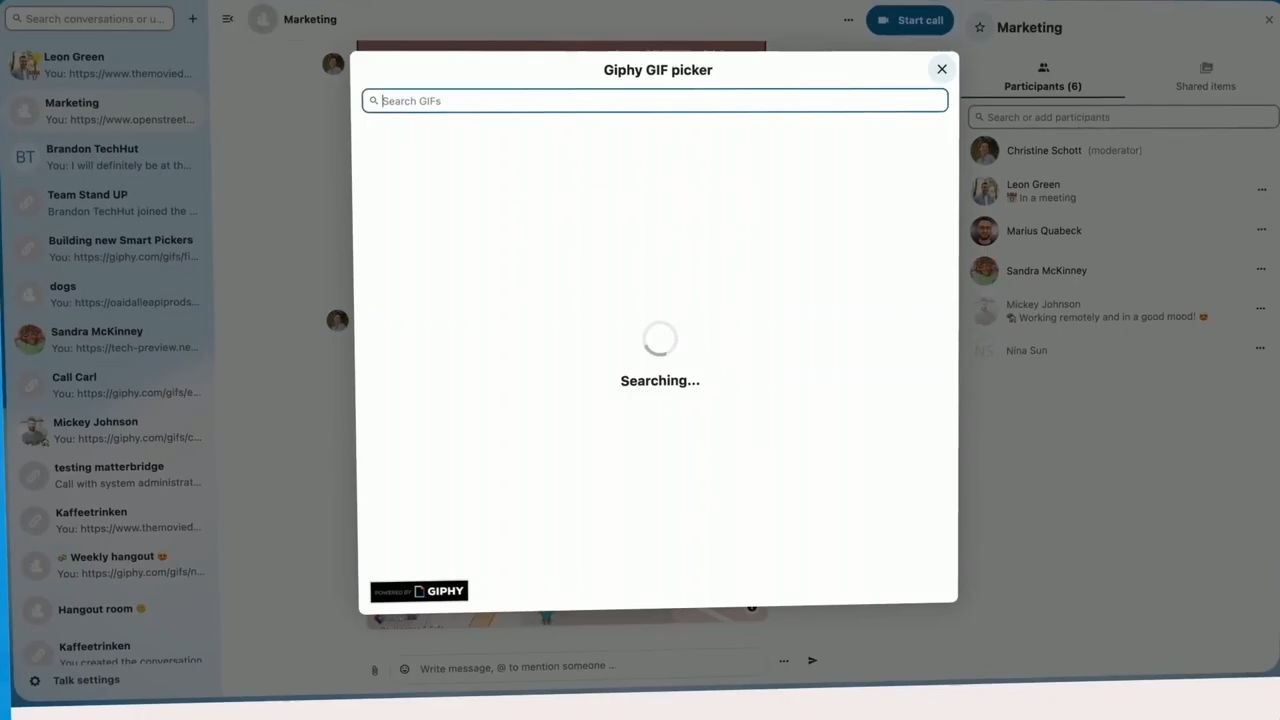 Search conversations or u...
Leon Green
You: https://www.themovied...
Marketing
You: https://www.openstreet...
BT
Brandon TechHut
You: I will definitely be at th...
Team Stand UP
Brandon TechHut joined the ...
Building new Smart Pickers
You: https://giphy.com/gifs/fi...
dogs
You: https://oaidalleapiprods...
Sandra McKinney
You: https://tech-preview.ne...
Call Carl
You: https://giphy.com/gifs/e...
Mickey Johnson
You: https://giphy.com/gifs/c...
testing matterbridge
Call with system administrat...
Kaffeetrinken
You: https://www.themovied...
Weekly hangout
You: https://giphy.com/gifs/n...
Hangout room
Kaffeetrinken
You created the conversation
Talk settings
Marketing
Start call
Giphy GIF picker
Search GIFs
Searching...
POWERED BY GIPHY
Write message, @ to mention someone ...
Marketing
Participants (6)
Shared items
Search or add participants
Christine Schott (moderator)
Leon Green
In a meeting
Marius Quabeck
Sandra McKinney
Mickey Johnson
Working remotely and in a good mood!
NS
Nina Sun